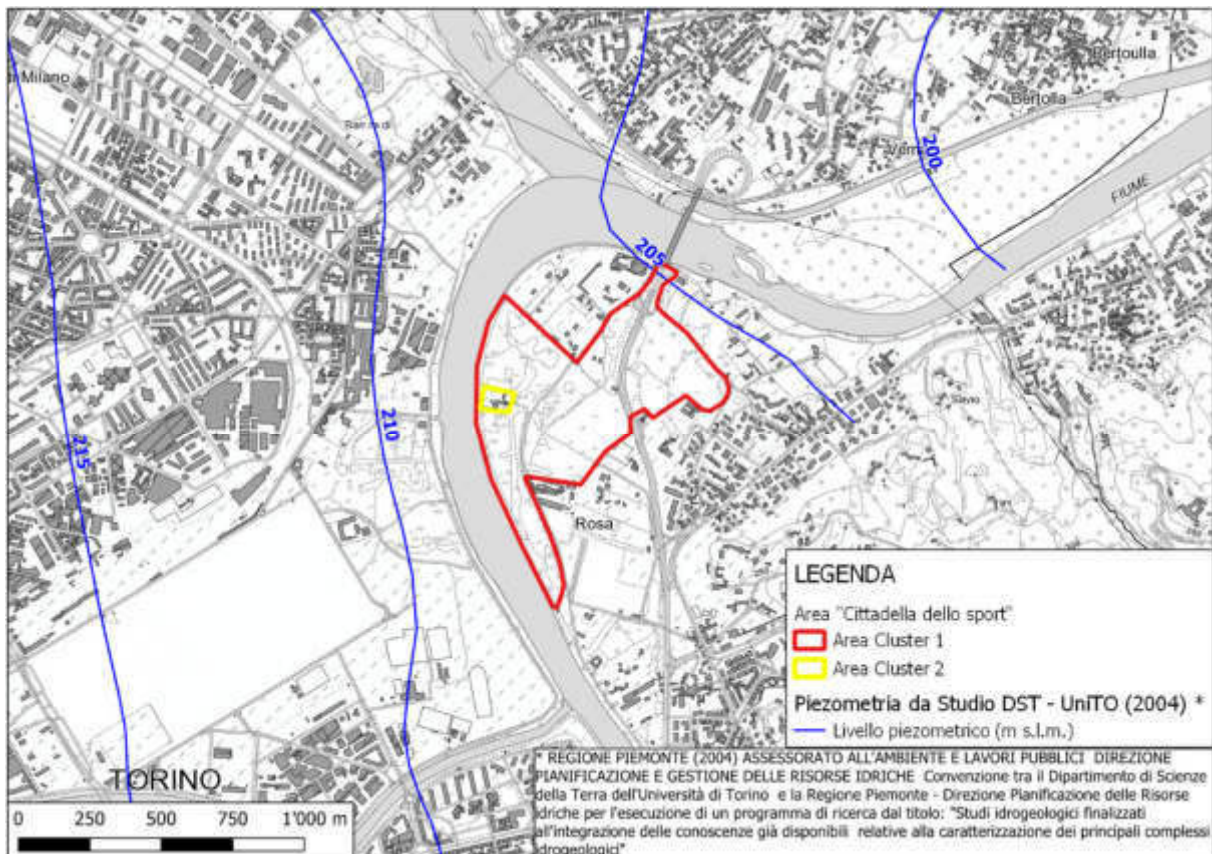 Milano
Bertoulla
Bertolla
200
FIUME
205
210
215
Rosa
TORINO
0 250 500 750 1'000 m
LEGENDA
Area "Cittadella dello sport"
Area Cluster 1
Area Cluster 2
Piezometria da Studio DST - UniTO (2004) *
Livello piezometrico (m s.l.m.)
* REGIONE PIEMONTE (2004) ASSESSORATO ALL'AMBIENTE E LAVORI PUBBLICI DIREZIONE
PIANIFICAZIONE E GESTIONE DELLE RISORSE IDRICHE Convenzione tra il Dipartimento di Scienze
della Terra dell'Università di Torino e la Regione Piemonte - Direzione Pianificazione delle Risorse
Idriche per l'esecuzione di un programma di ricerca dal titolo: "Studi idrogeologici finalizzati
all'integrazione delle conoscenze già disponibili relative alla caratterizzazione dei principali complessi
idrogeologici"